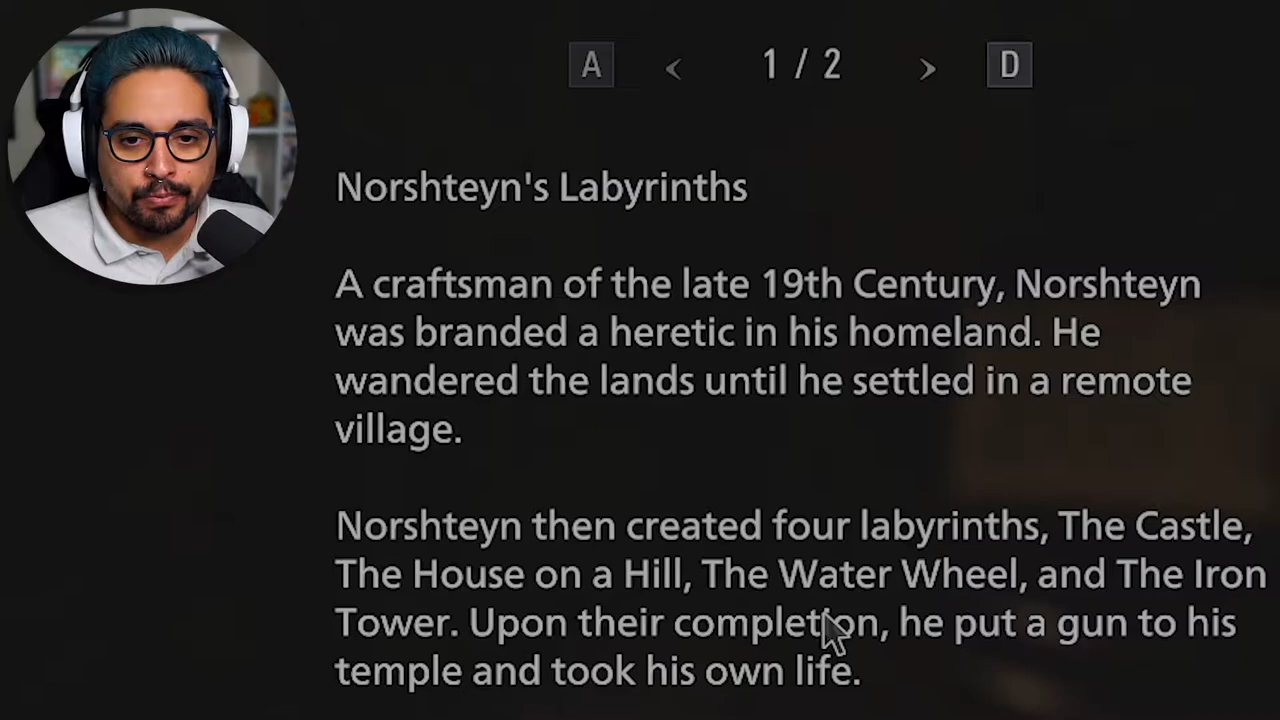 A < 1 / 2 > D
Norshteyn's Labyrinths
A craftsman of the late 19th Century, Norshteyn
was branded a heretic in his homeland. He
wandered the lands until he settled in a remote
village.
Norshteyn then created four labyrinths, The Castle,
The House on a Hill, The Water Wheel, and The Iron
Tower. Upon their completion, he put a gun to his
temple and took his own life.